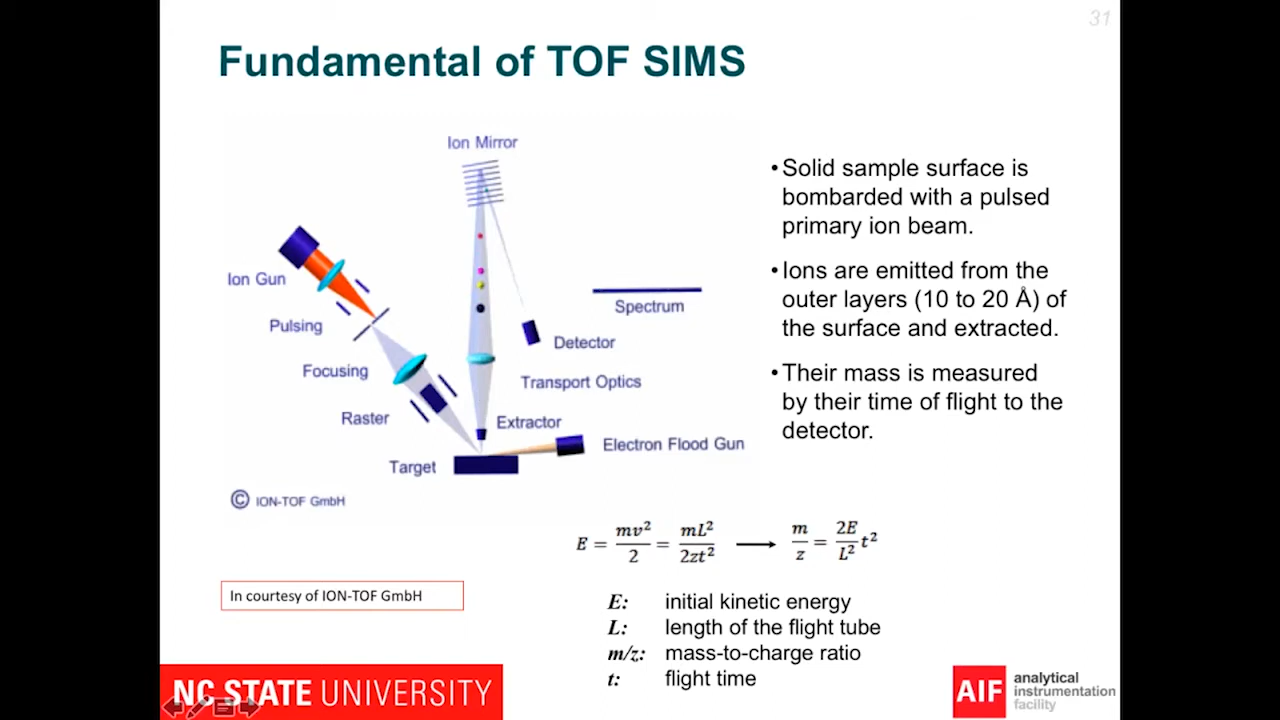 31
Fundamental of TOF SIMS
Ion Mirror
Ion Gun
Pulsing
Focusing
Raster
Target
Spectrum
Detector
Transport Optics
Extractor
Electron Flood Gun
© ION-TOF GmbH
•Solid sample surface is
bombarded with a pulsed
primary ion beam.
•Ions are emitted from the
outer layers (10 to 20 Å) of
the surface and extracted.
•Their mass is measured
by their time of flight to the
detector.
E = mv²/2 = mL²/2zt² → m/z = 2E/L² t²
In courtesy of ION-TOF GmbH
E: initial kinetic energy
L: length of the flight tube
m/z: mass-to-charge ratio
t: flight time
NC STATE UNIVERSITY
AIF analytical
instrumentation
facility